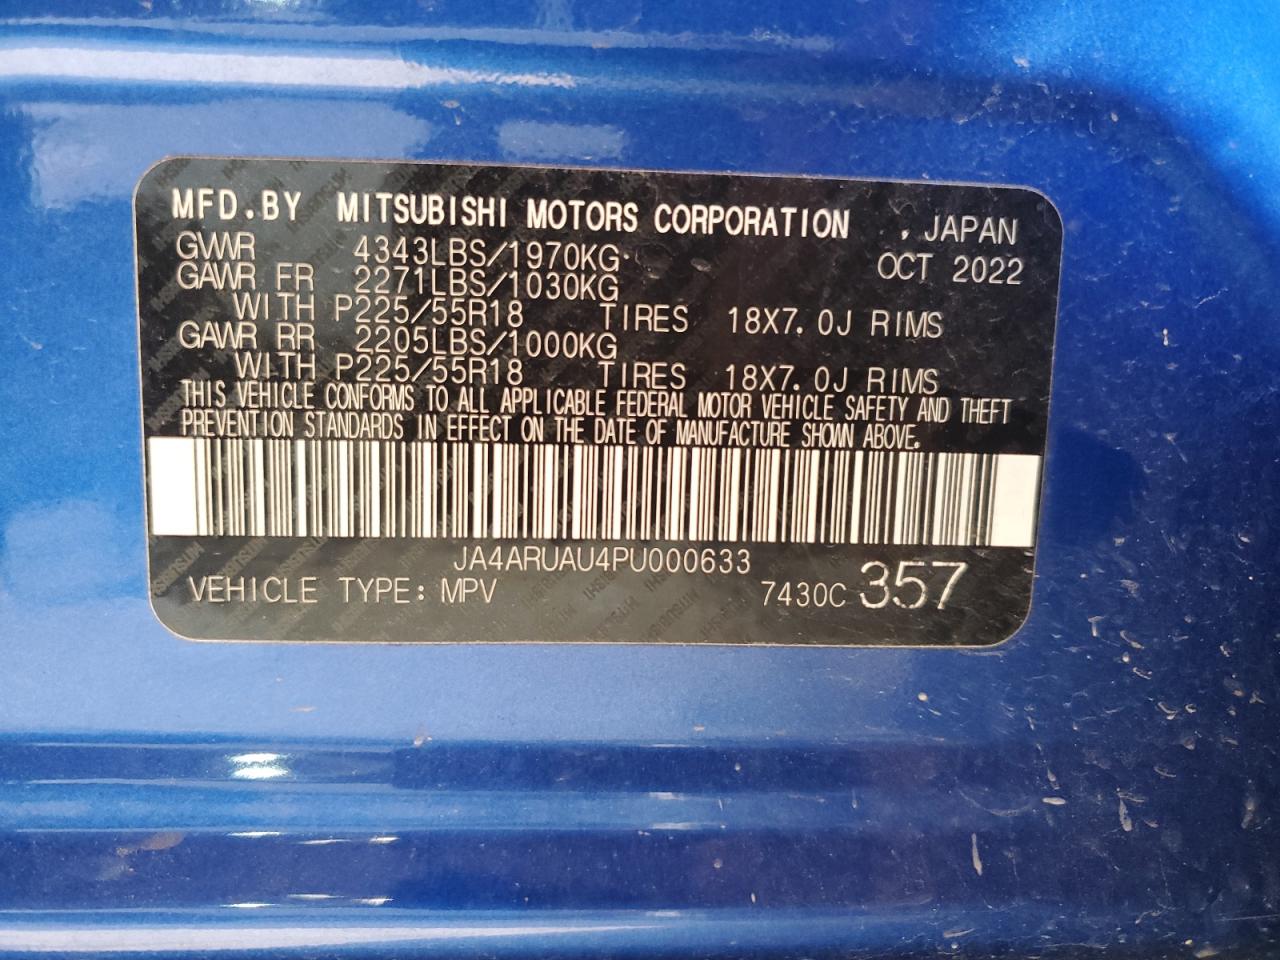 MFD.BY MITSUBISHI MOTORS CORPORATION , JAPAN
GVWR 4343LBS/1970KG OCT 2022
GAWR FR 2271LBS/1030KG
WITH P225/55R18 TIRES 18X7.0J RIMS
GAWR RR 2205LBS/1000KG
WITH P225/55R18 TIRES 18X7.0J RIMS
THIS VEHICLE CONFORMS TO ALL APPLICABLE FEDERAL MOTOR VEHICLE SAFETY AND THEFT
PREVENTION STANDARDS IN EFFECT ON THE DATE OF MANUFACTURE SHOWN ABOVE.
JA4ARUAU4PU000633
VEHICLE TYPE: MPV 7430C 357